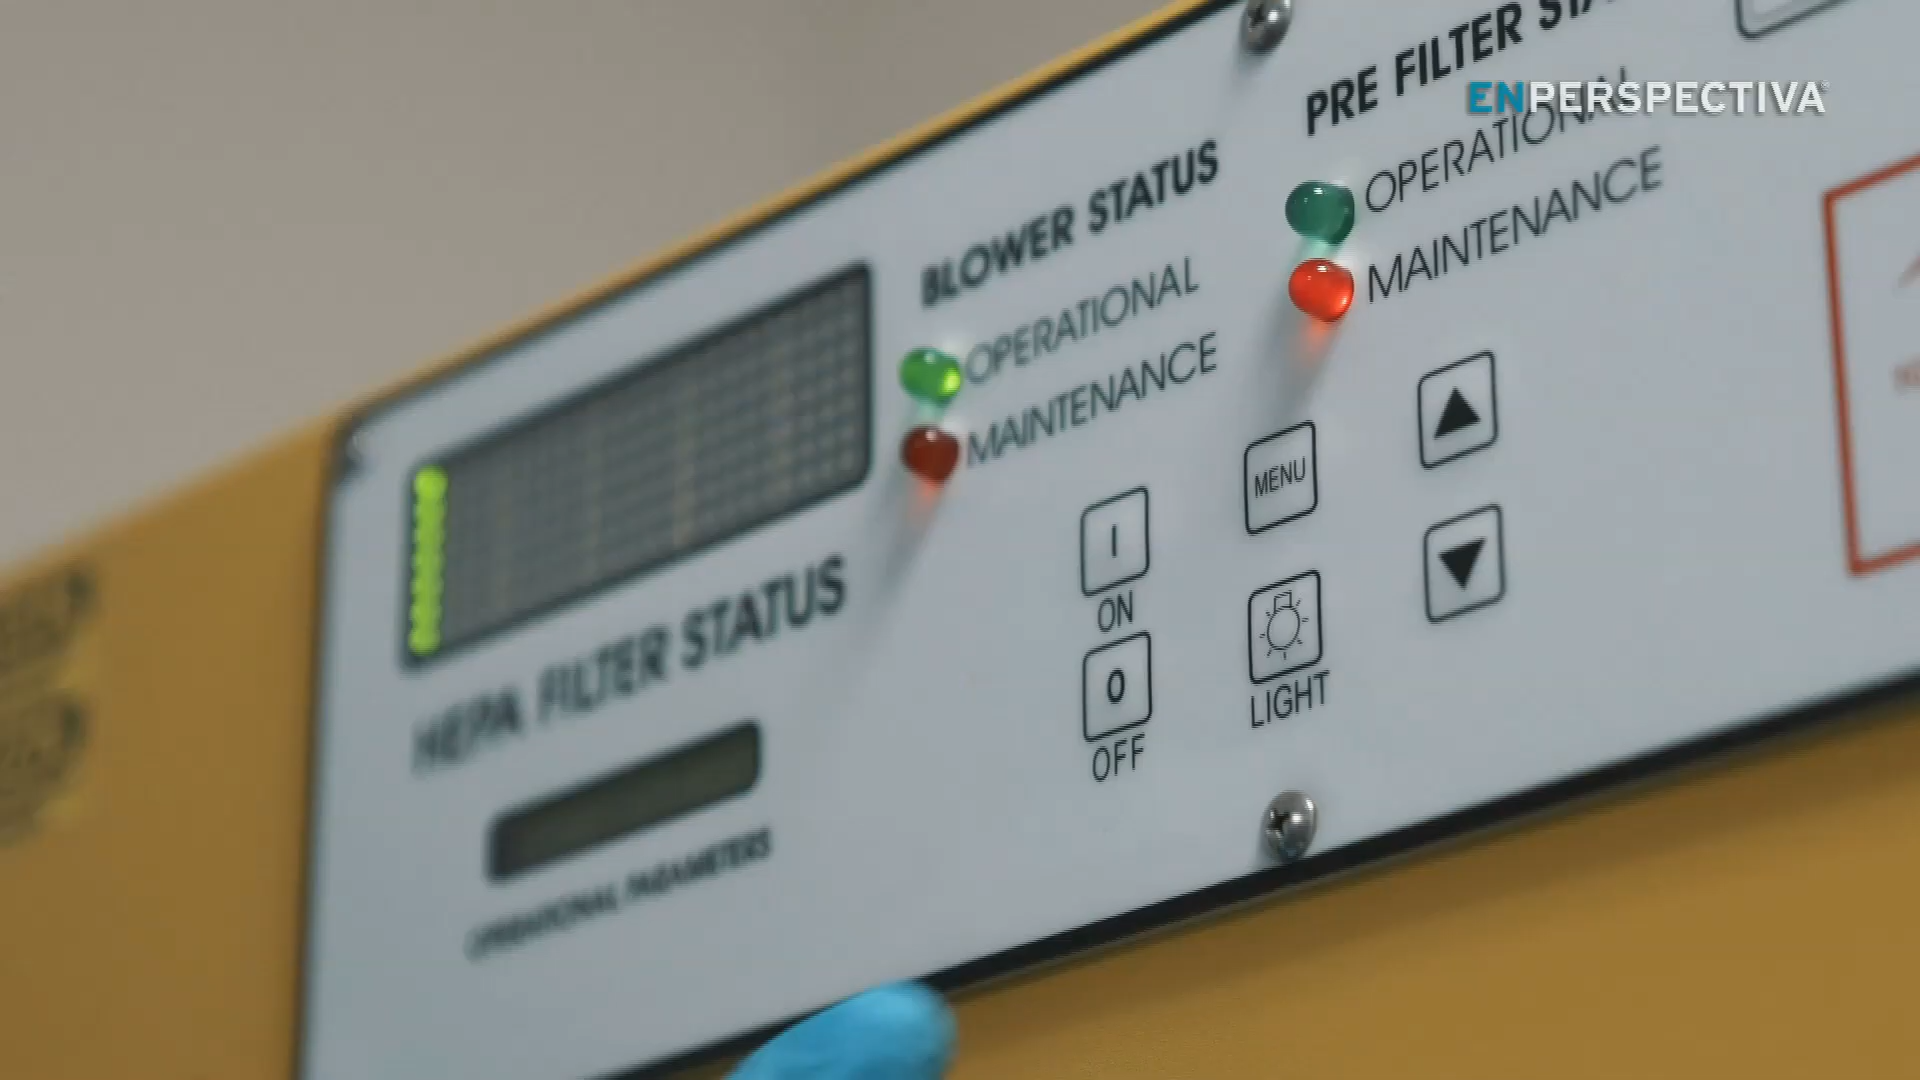 PRE FILTER STA
ENPERSPECTIVA
BLOWER STATUS
OPERATIONAL
MAINTENANCE
OPERATIONAL
MAINTENANCE
HEPA FILTER STATUS
OPERATIONAL PARAMETERS
I
ON
MENU
0
OFF
LIGHT